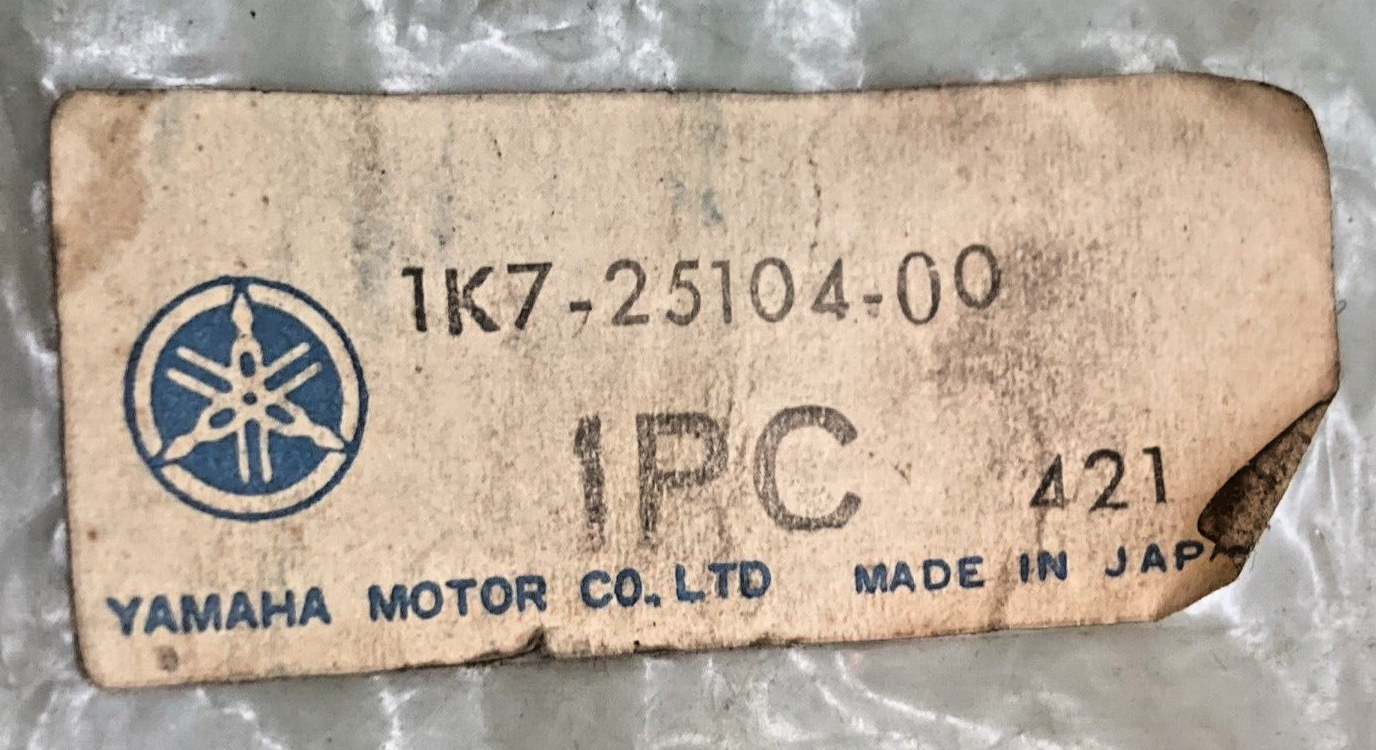 1K7-25104-00
1PC
421
YAMAHA MOTOR CO., LTD MADE IN JAP